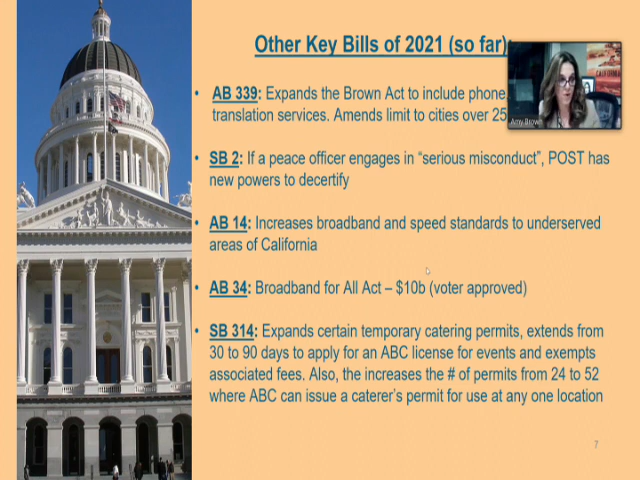 Other Key Bills of 2021 (so far):
• AB 339: Expands the Brown Act to include phone
translation services. Amends limit to cities over 25
Amy Brown
• SB 2: If a peace officer engages in “serious misconduct”, POST has
new powers to decertify
• AB 14: Increases broadband and speed standards to underserved
areas of California
• AB 34: Broadband for All Act – $10b (voter approved)
• SB 314: Expands certain temporary catering permits, extends from
30 to 90 days to apply for an ABC license for events and exempts
associated fees. Also, the increases the # of permits from 24 to 52
where ABC can issue a caterer’s permit for use at any one location
7